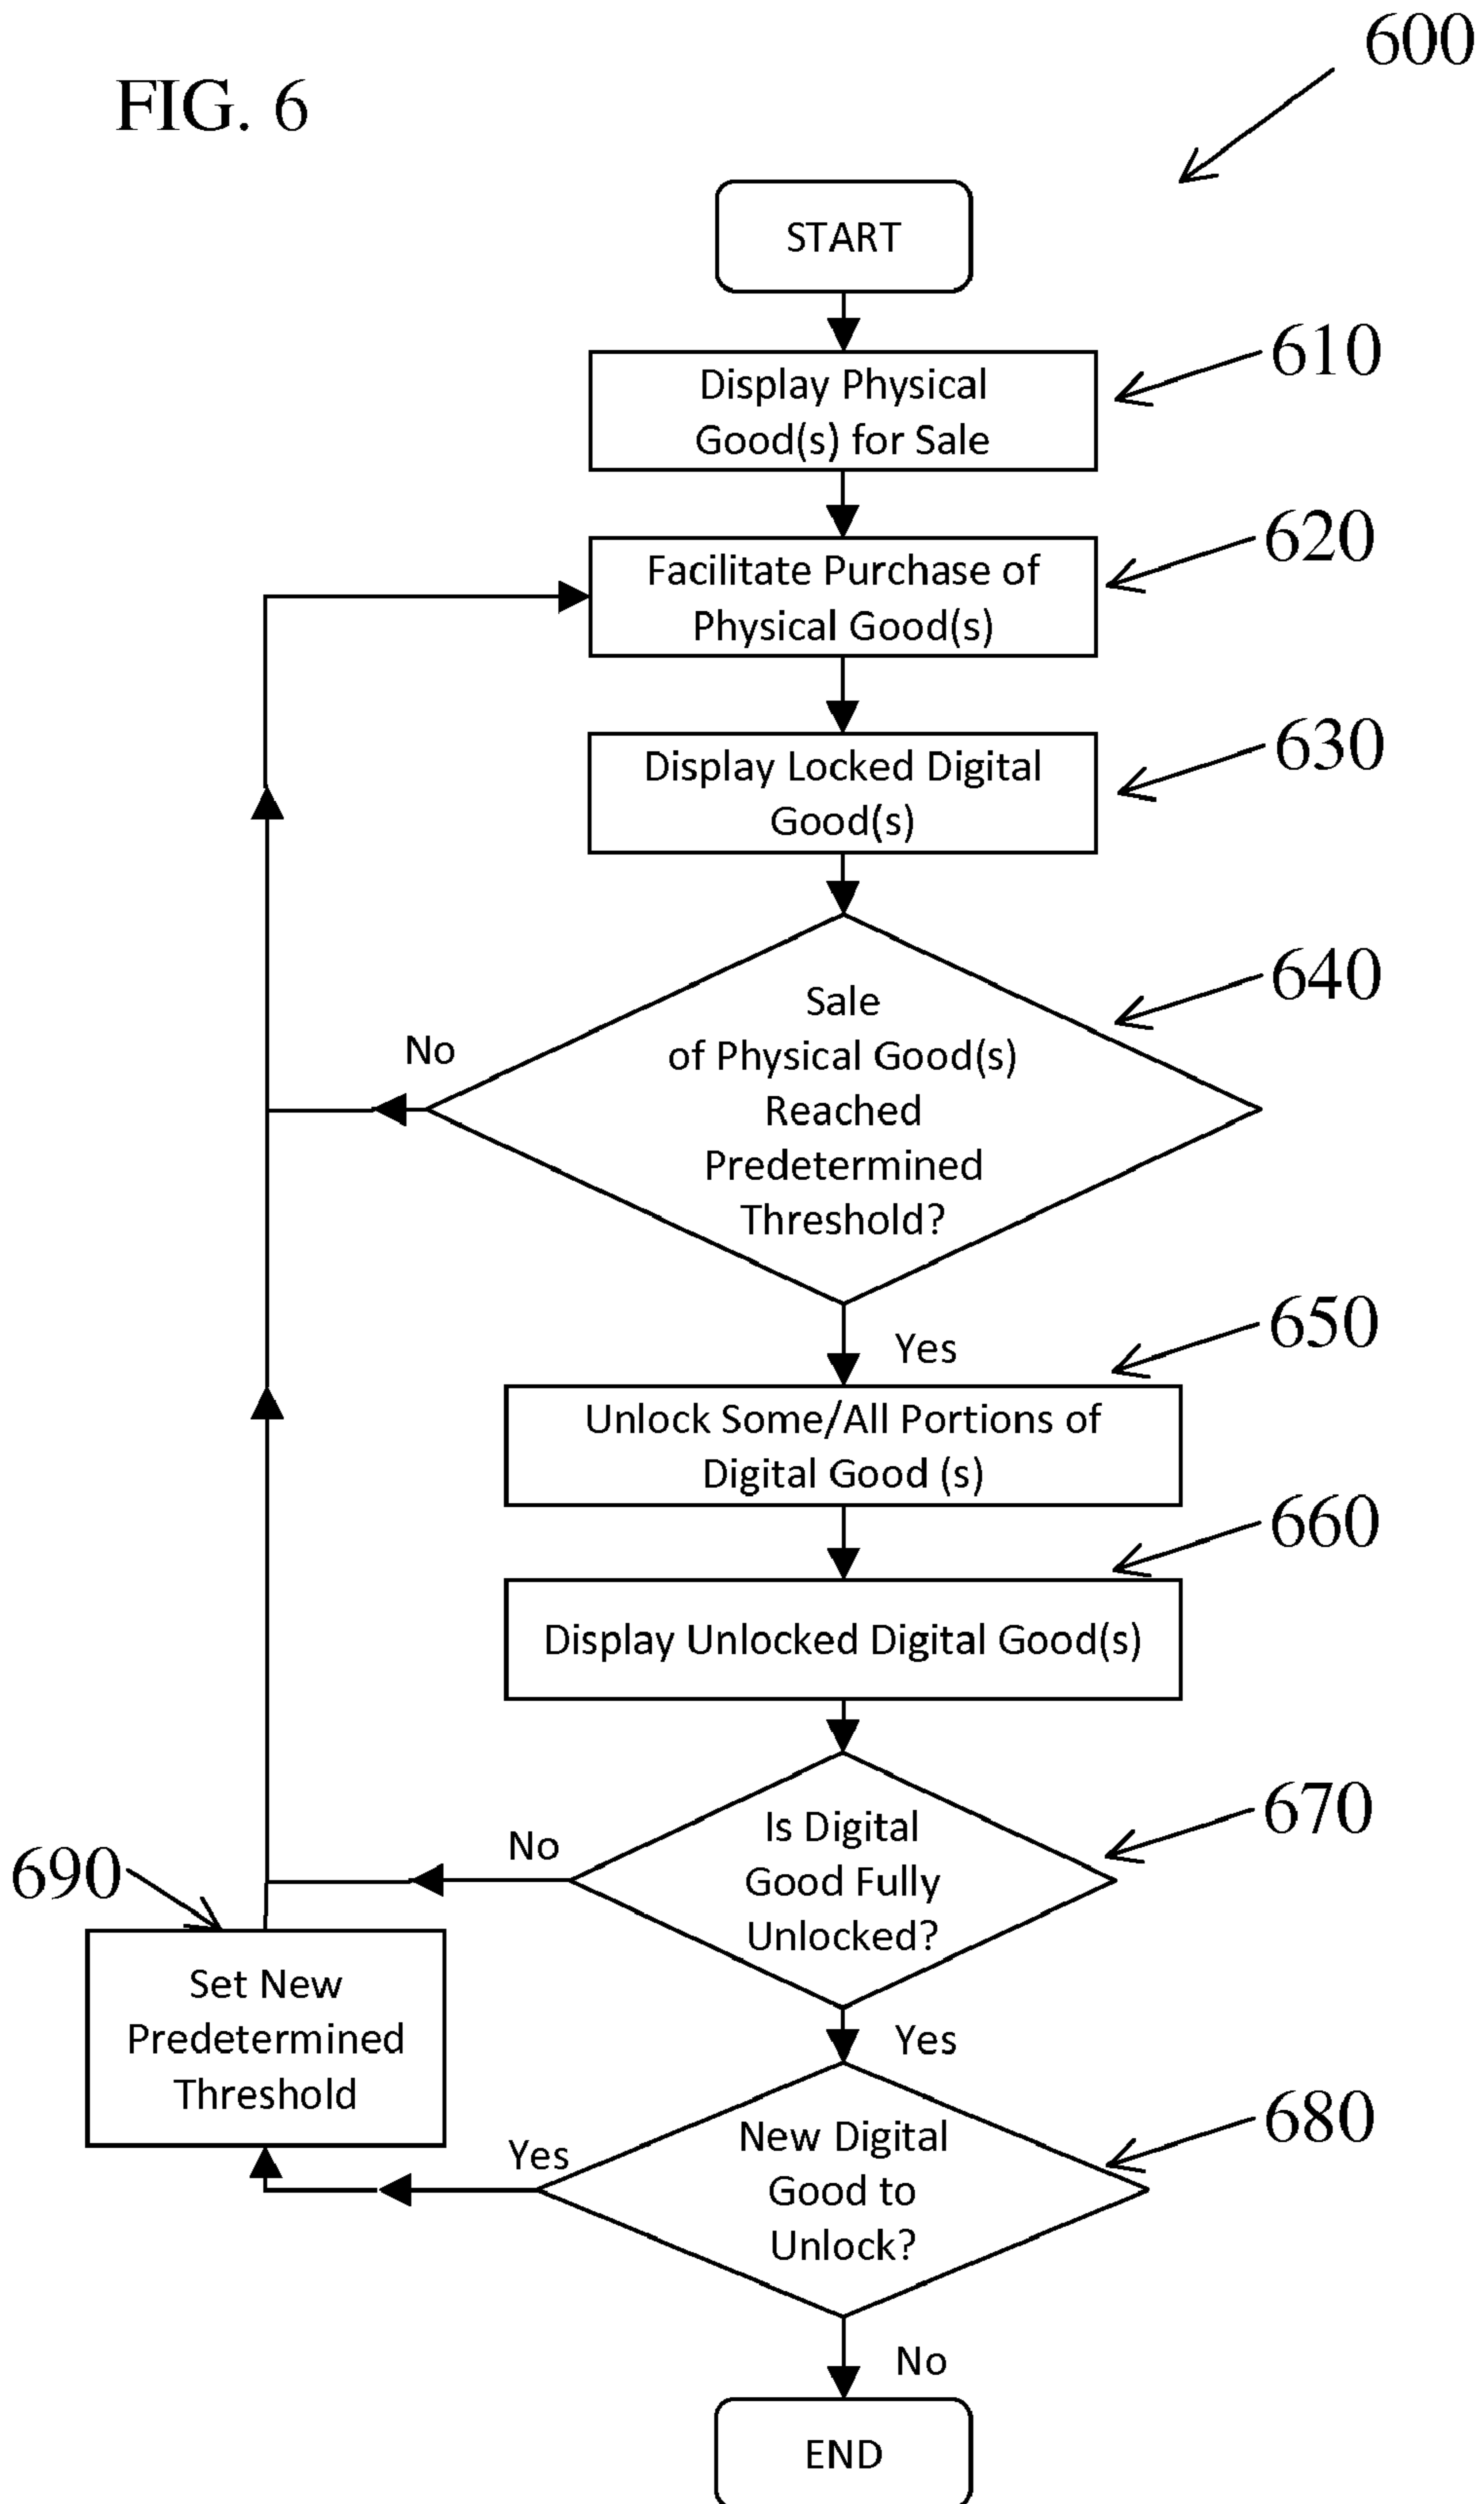 600
FIG. 6
START
610
Display Physical
Good(s) for Sale
620
Facilitate Purchase of
Physical Good(s)
630
Display Locked Digital
Good(s)
640
Sale
of Physical Good(s)
Reached
Predetermined
Threshold?
No
Yes
650
Unlock Some/All Portions of
Digital Good (s)
660
Display Unlocked Digital Good(s)
670
Is Digital
Good Fully
Unlocked?
No
690
Set New
Predetermined
Threshold
Yes
680
New Digital
Good to
Unlock?
Yes
No
END